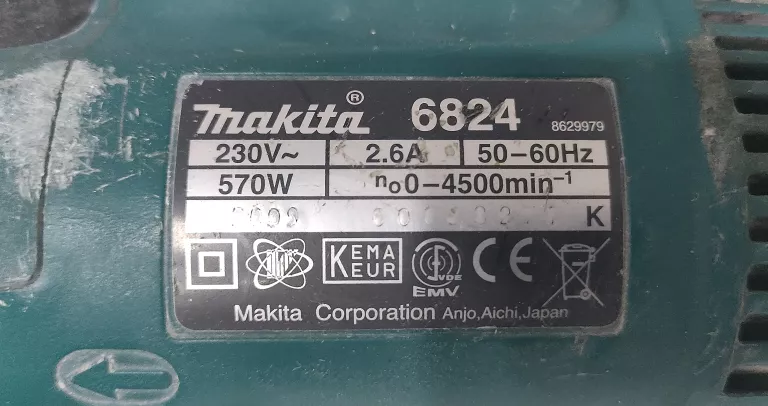 makita® 6824 8629979
230V~ 2.6A 50–60Hz
570W n₀0–4500min⁻¹
K
KEMA
EUR
VDE
EMV
CE
Makita Corporation Anjo,Aichi,Japan